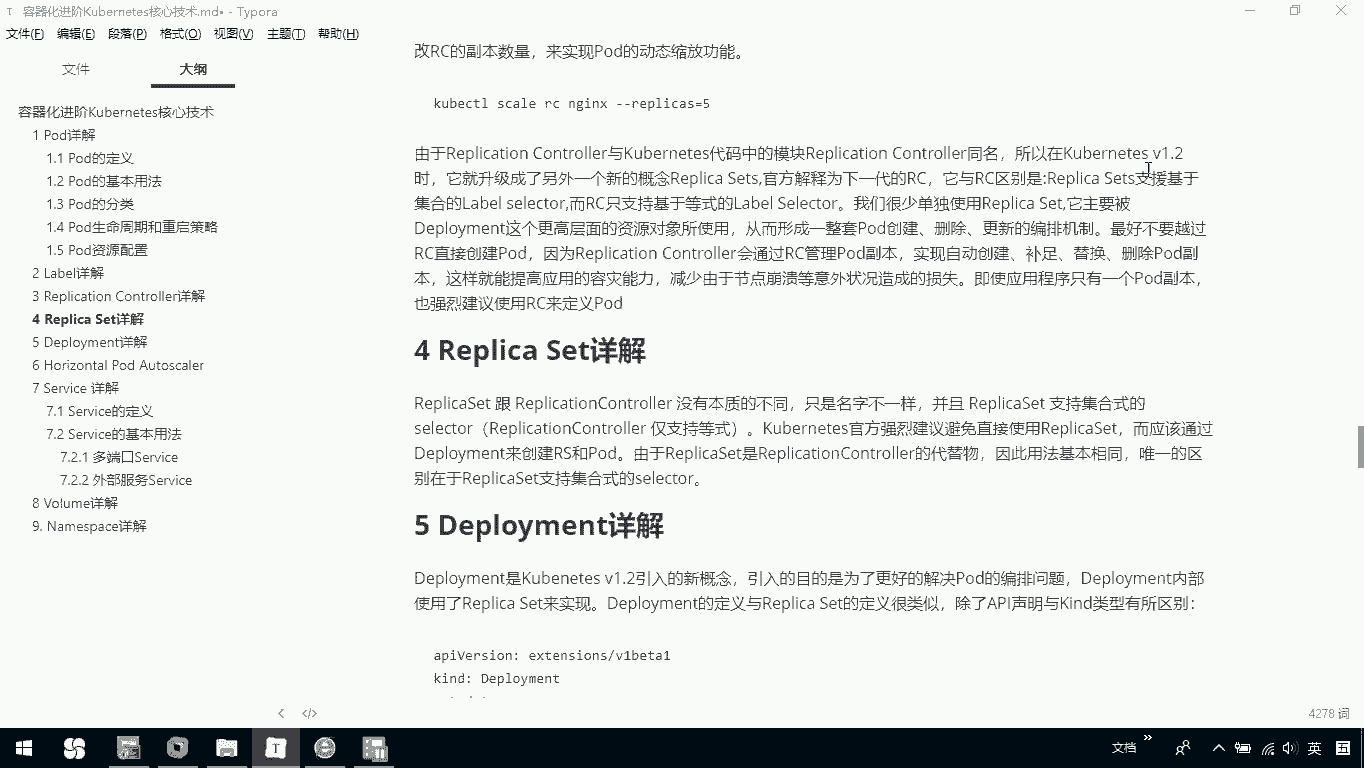 容器化进阶Kubernetes核心技术.md• - Typora
文件(F) 编辑(E) 段落(P) 格式(O) 视图(V) 主题(T) 帮助(H)
文件 大纲
容器化进阶Kubernetes核心技术
1 Pod详解
1.1 Pod的定义
1.2 Pod的基本用法
1.3 Pod的分类
1.4 Pod生命周期和重启策略
1.5 Pod资源配置
2 Label详解
3 Replication Controller详解
4 Replica Set详解
5 Deployment详解
6 Horizontal Pod Autoscaler
7 Service 详解
7.1 Service的定义
7.2 Service的基本用法
7.2.1 多端口Service
7.2.2 外部服务Service
8 Volume详解
9. Namespace详解
改RC的副本数量，来实现Pod的动态缩放功能。
kubectl scale rc nginx --replicas=5
由于Replication Controller与Kubernetes代码中的模块Replication Controller同名，所以在Kubernetes v1.2
时，它就升级成了另外一个新的概念Replica Sets,官方解释为下一代的RC，它与RC区别是:Replica Sets支援基于
集合的Label selector,而RC只支持基于等式的Label Selector。我们很少单独使用Replica Set,它主要被
Deployment这个更高层面的资源对象所使用，从而形成一整套Pod创建、删除、更新的编排机制。最好不要越过
RC直接创建Pod，因为Replication Controller会通过RC管理Pod副本，实现自动创建、补足、替换、删除Pod副
本，这样就能提高应用的容灾能力，减少由于节点崩溃等意外状况造成的损失。即使应用程序只有一个Pod副本，
也强烈建议使用RC来定义Pod
4 Replica Set详解
ReplicaSet 跟 ReplicationController 没有本质的不同，只是名字不一样，并且 ReplicaSet 支持集合式的
selector（ReplicationController 仅支持等式）。Kubernetes官方强烈建议避免直接使用ReplicaSet，而应该通过
Deployment来创建RS和Pod。由于ReplicaSet是ReplicationController的代替物，因此用法基本相同，唯一的区
别在于ReplicaSet支持集合式的selector。
5 Deployment详解
Deployment是Kubenetes v1.2引入的新概念，引入的目的是为了更好的解决Pod的编排问题，Deployment内部
使用了Replica Set来实现。Deployment的定义与Replica Set的定义很类似，除了API声明与Kind类型有所区别：
apiVersion: extensions/v1beta1
kind: Deployment
4278 词
文档 英 五